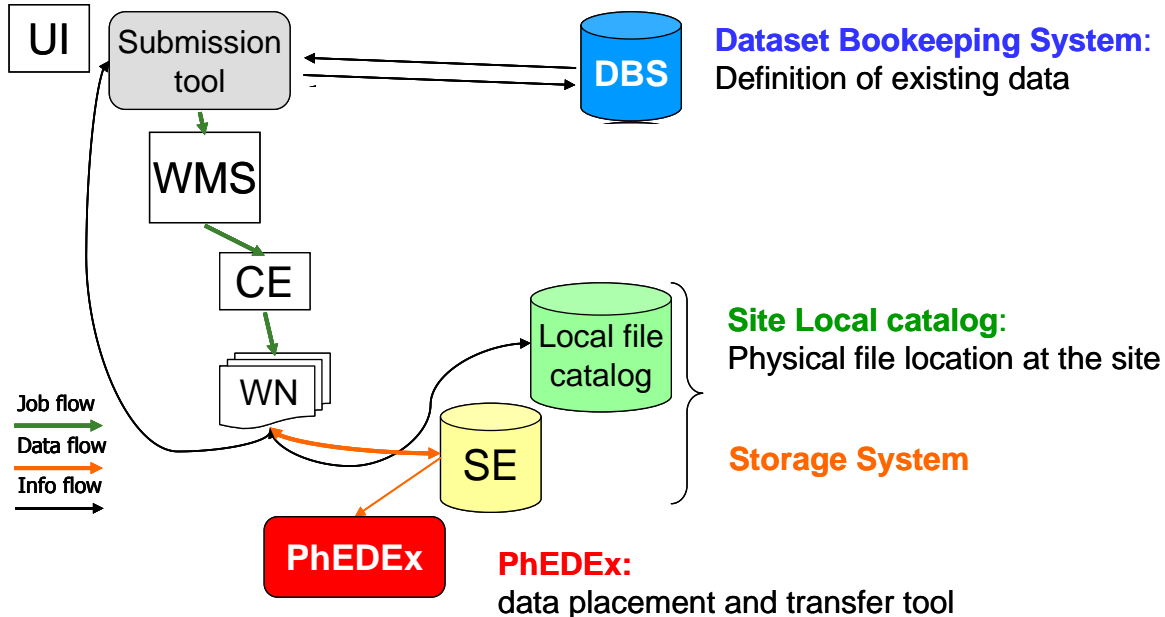 UI
Submission
tool
DBS
Dataset Bookeeping System:
Definition of existing data
WMS
CE
Local file
catalog
Site Local catalog:
Physical file location at the site
WN
Job flow
Data flow
Info flow
SE
Storage System
PhEDEx
PhEDEx:
data placement and transfer tool